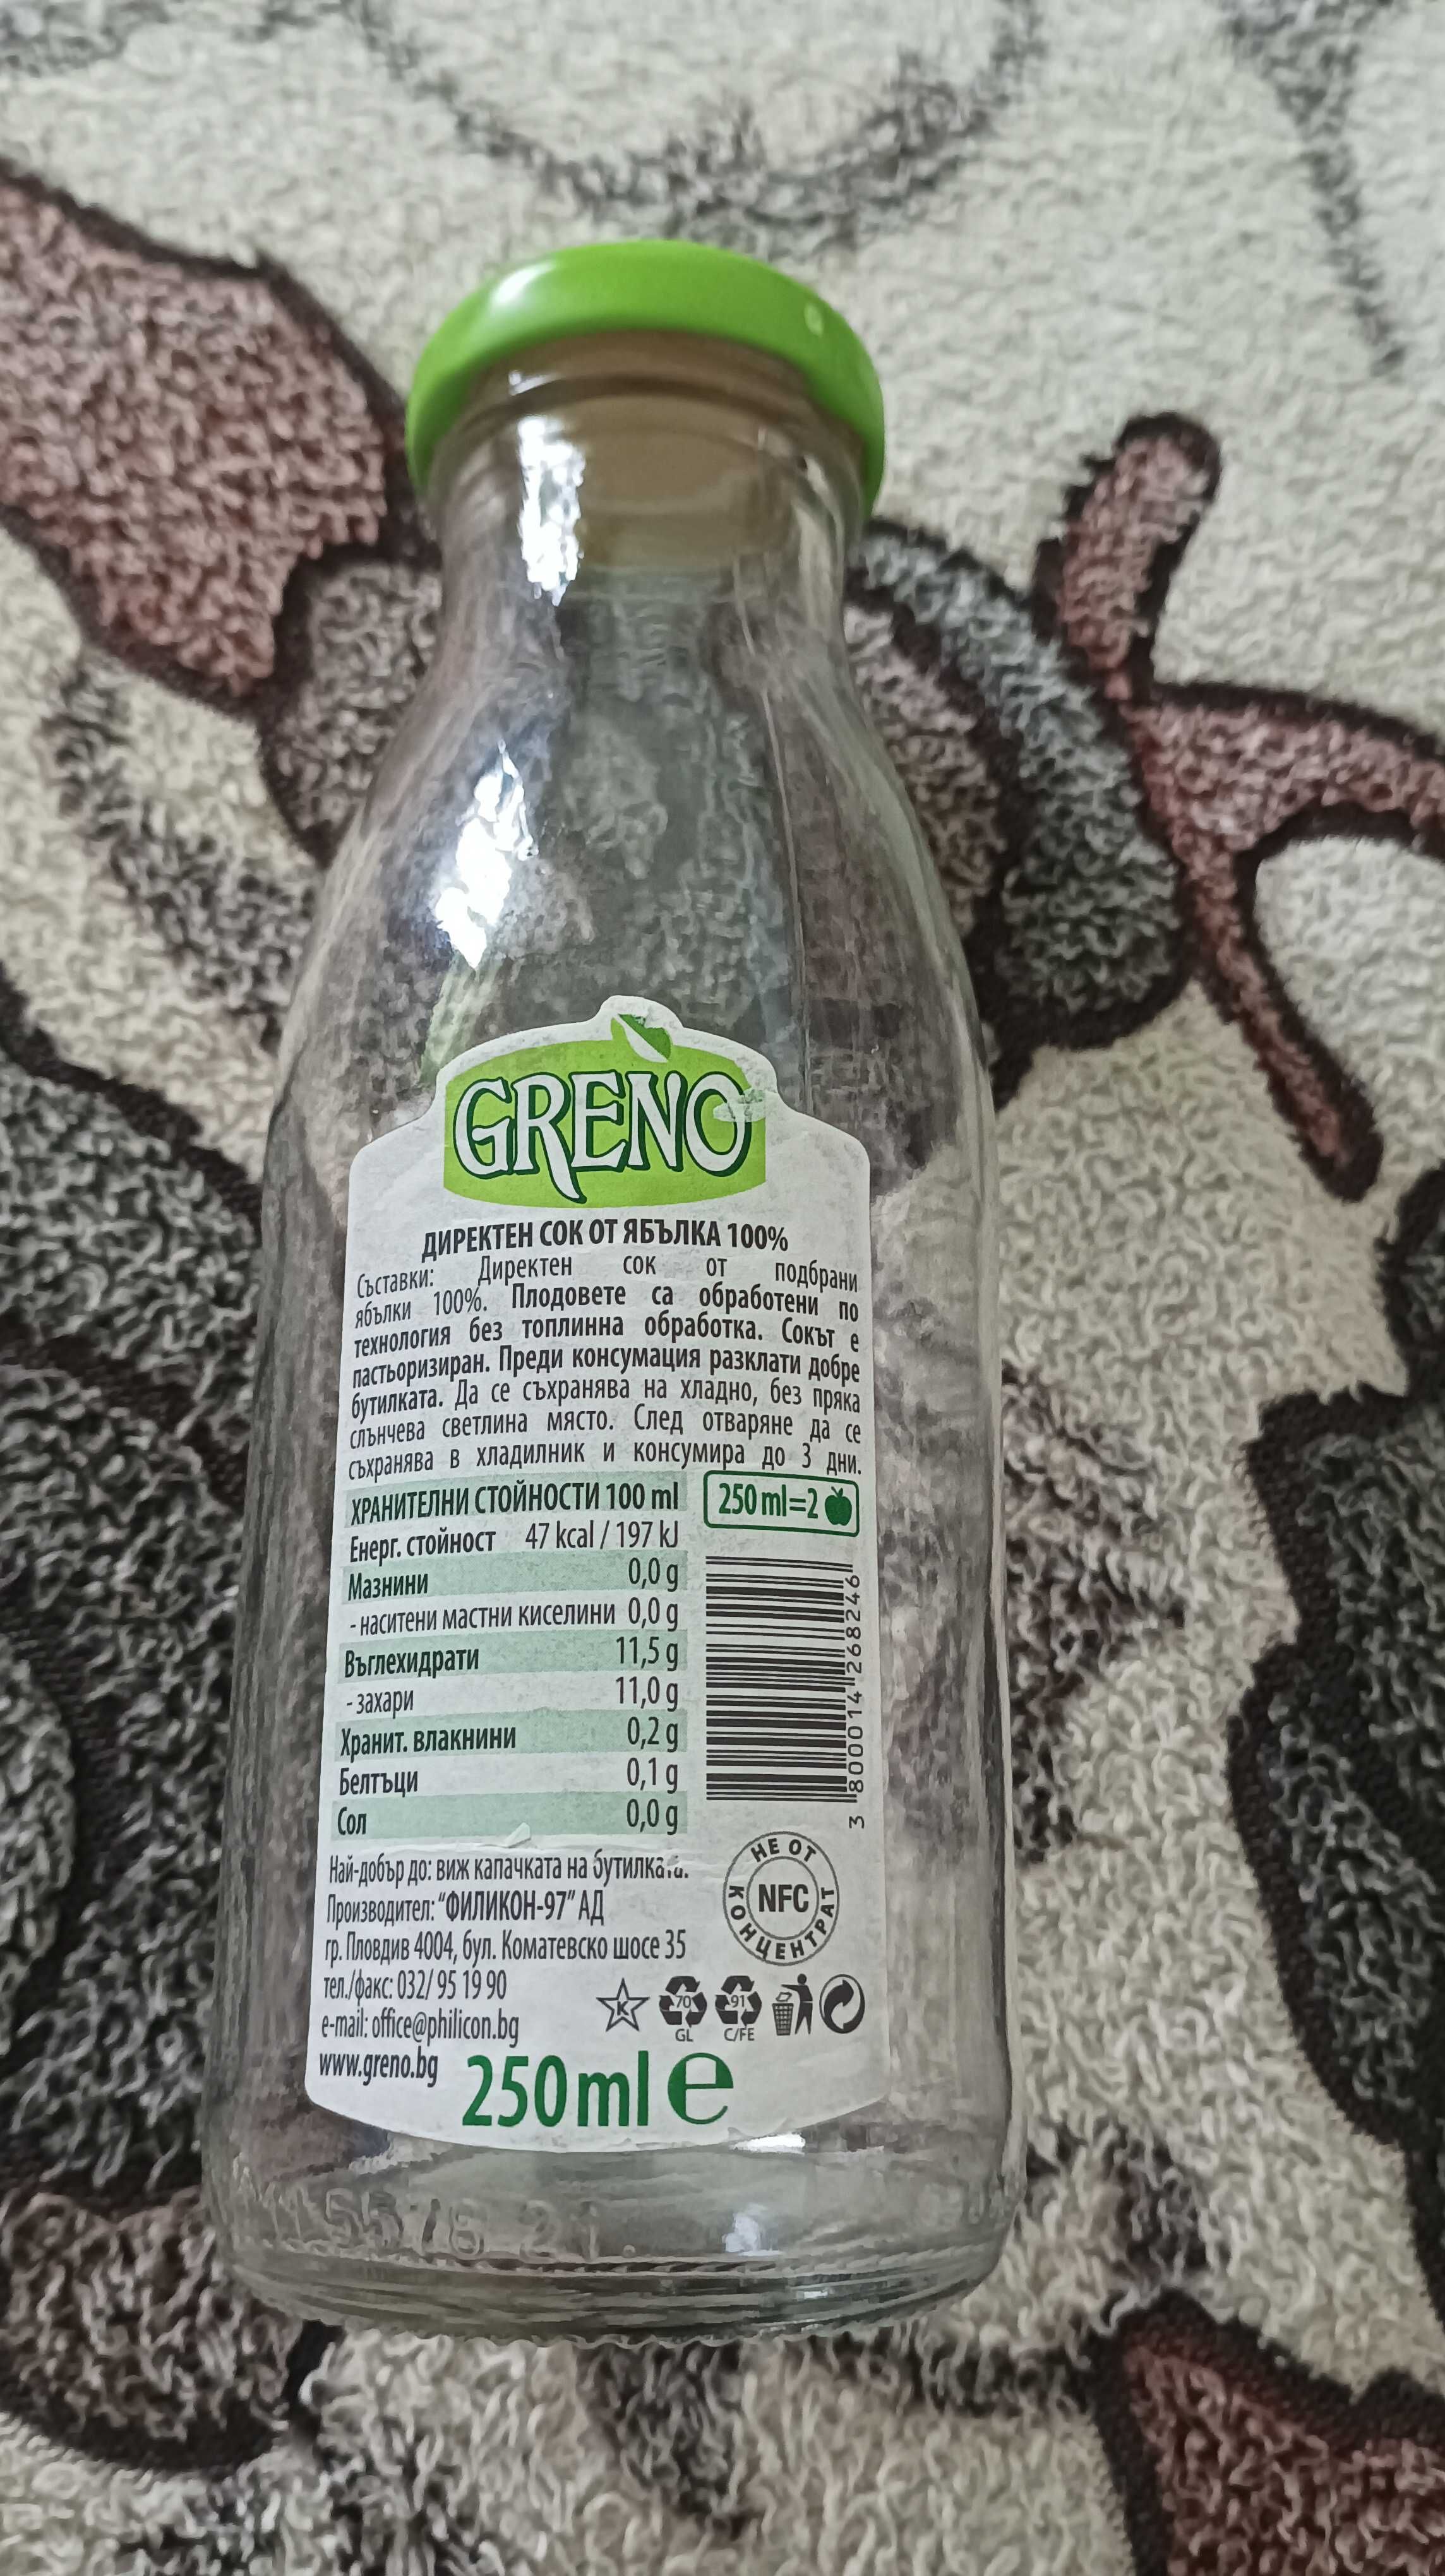 GRENO
ДИРЕКТЕН СОК ОТ ЯБЪЛКА 100%
Съставки: Директен сок от подбрани
ябълки 100%. Плодовете са обработени по
технология без топлинна обработка. Сокът е
пастьоризиран. Преди консумация разклати добре
бутилката. Да се съхранява на хладно, без пряка
слънчева светлина място. След отваряне да се
съхранява в хладилник и консумира до 3 дни.
ХРАНИТЕЛНИ СТОЙНОСТИ 100 ml
250 ml=2
Енерг. стойност 47 kcal / 197 kJ
Мазнини 0,0 g
- наситени мастни киселини 0,0 g
Въглехидрати 11,5 g
- захари 11,0 g
Хранит. влакнини 0,2 g
Белтъци 0,1 g
Сол 0,0 g
3 800014 268246
Най-добър до: виж капачката на бутилката.
Производител: "ФИЛИКОН-97" АД
гр. Пловдив 4004, бул. Коматевско шосе 35
тел./факс: 032/ 95 19 90
e-mail: office@philicon.bg
www.greno.bg
НЕ ОТ
NFC
КОНЦЕНТРАТ
K
70
GL
91
C/FE
250 ml e